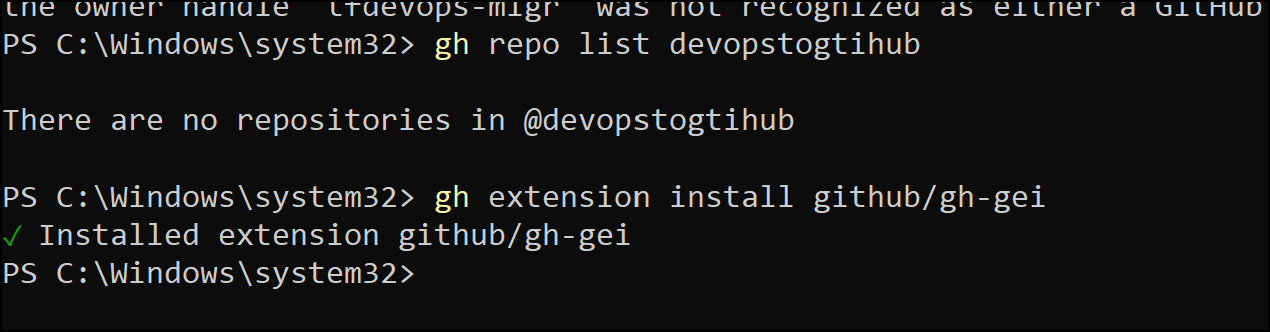 the owner handle "tfdevops-migr" was not recognized as either a GitHub
PS C:\Windows\system32> gh repo list devopstogtihub
There are no repositories in @devopstogtihub
PS C:\Windows\system32> gh extension install github/gh-gei
✓ Installed extension github/gh-gei
PS C:\Windows\system32>